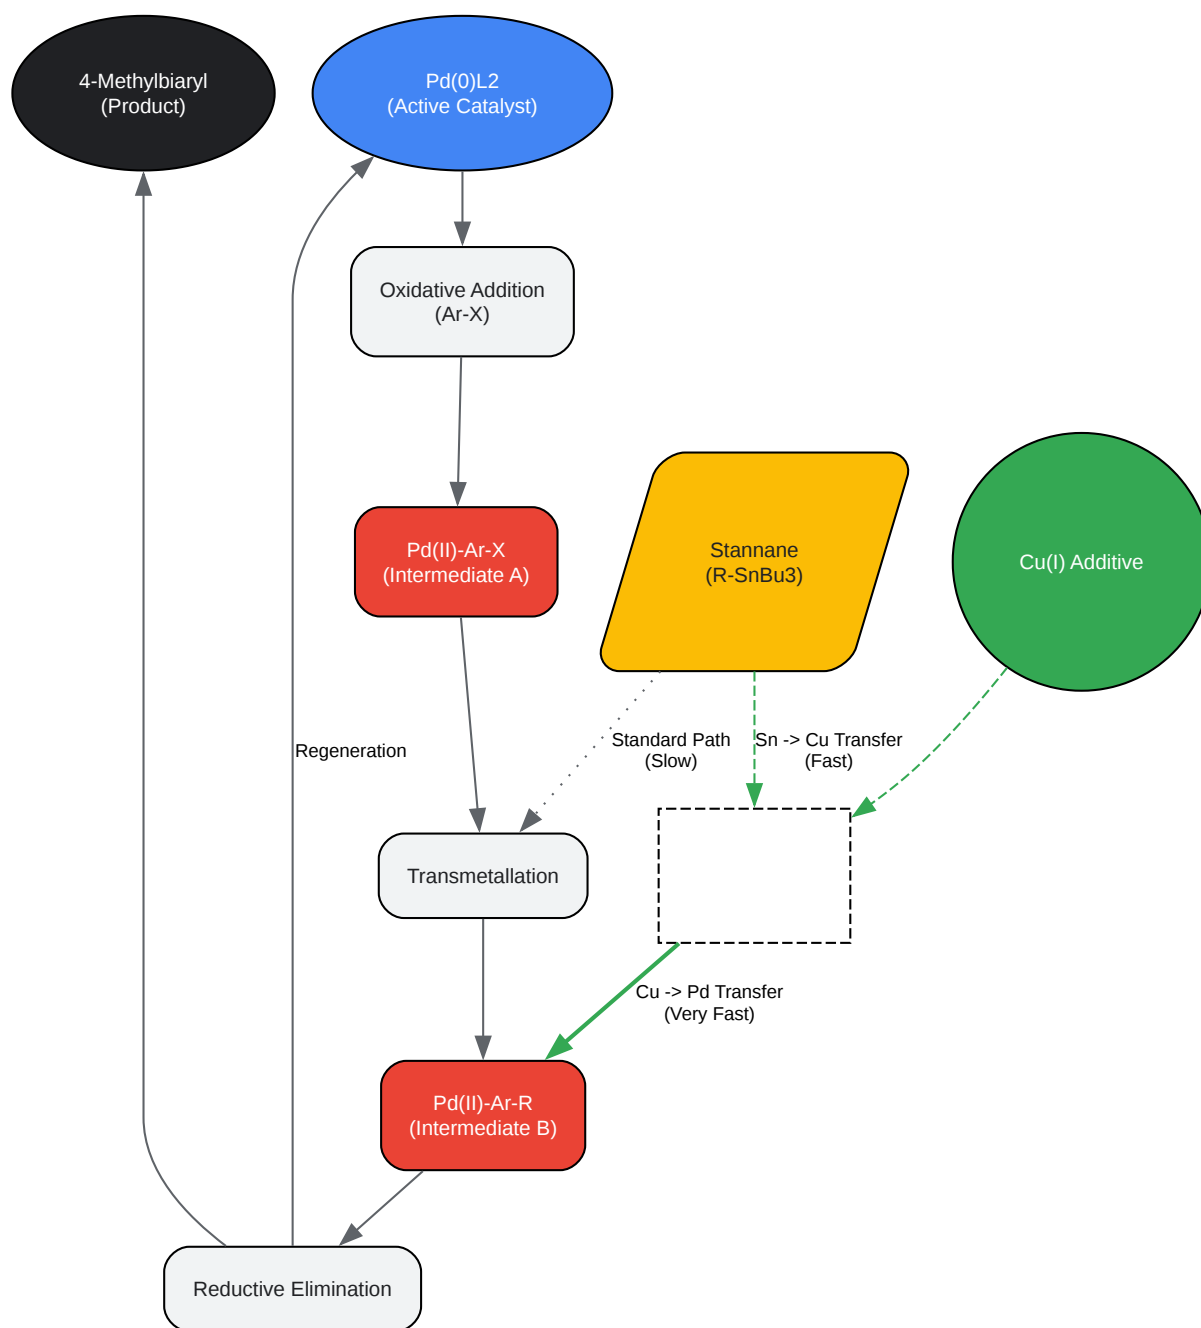 4-Methylbiaryl
(Product)
Pd(0)L2
(Active Catalyst)
Oxidative Addition
(Ar-X)
Pd(II)-Ar-X
(Intermediate A)
Stannane
(R-SnBu3)
Cu(I) Additive
Regeneration
Standard Path
(Slow)
Sn -> Cu Transfer
(Fast)
Transmetallation
Cu -> Pd Transfer
(Very Fast)
Pd(II)-Ar-R
(Intermediate B)
Reductive Elimination